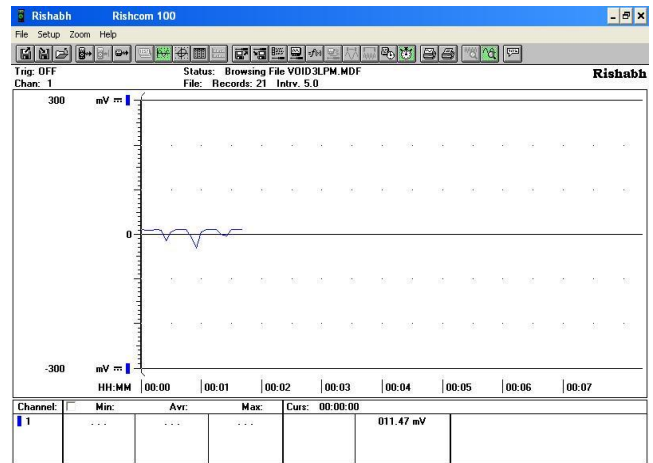 Rishabh Rishcom 100
File Setup Zoom Help
Trig: OFF Status: Browsing File VOID3LPM.MDF Rishabh
Chan: 1 File: Records: 21 Intrv. 5.0
300 mV
0
-300 mV
HH:MM 00:00 00:01 00:02 00:03 00:04 00:05 00:06 00:07
Channel: Min: Avr: Max: Curs: 00:00:00
1 ... ... ... 011.47 mV